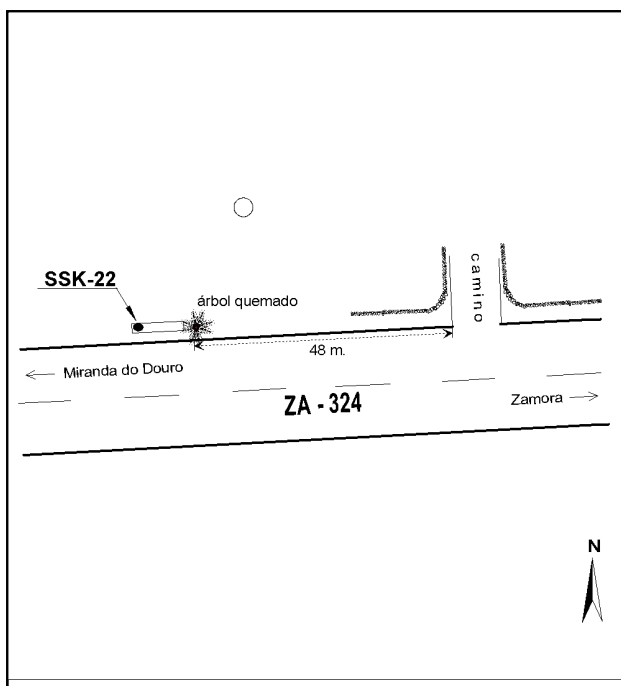 SSK-22
árbol quemado
camino
48 m.
Miranda do Douro
ZA - 324
Zamora
N